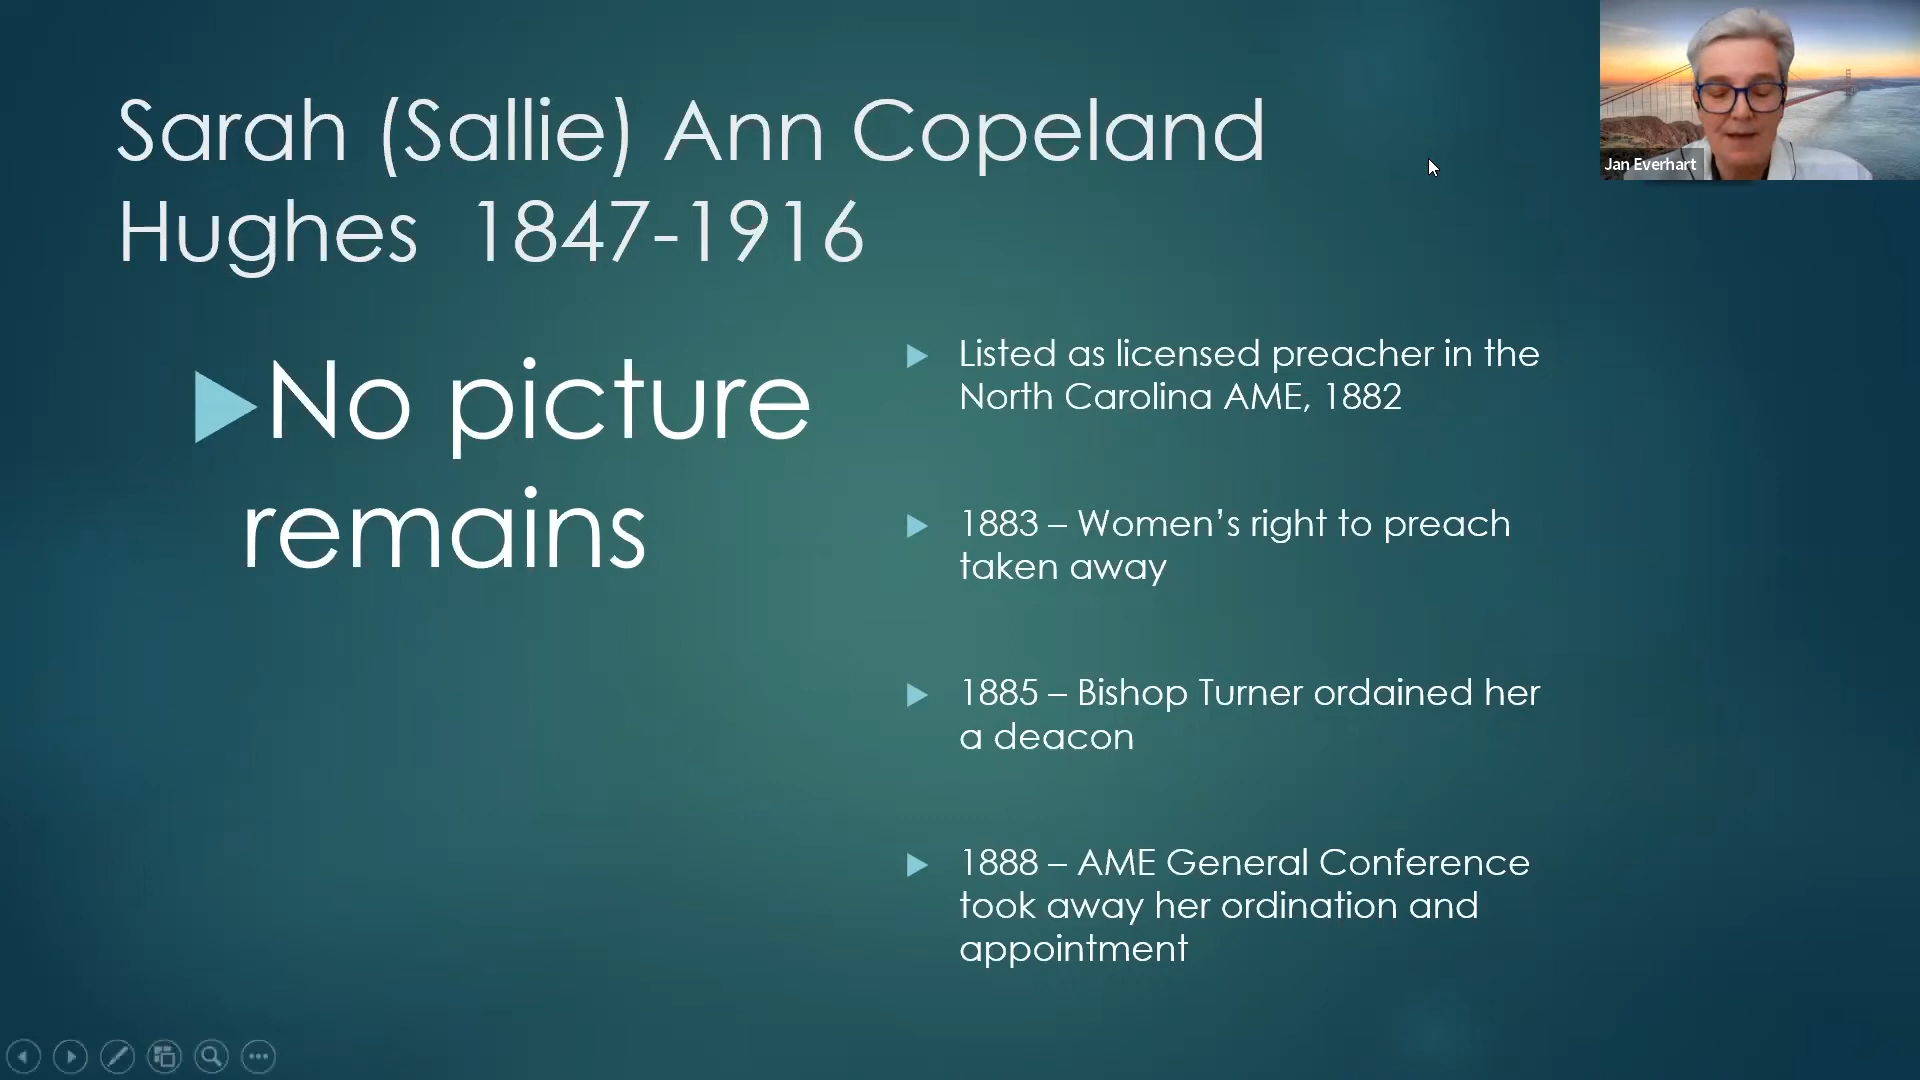 Sarah (Sallie) Ann Copeland
Hughes 1847-1916
No picture
remains
Listed as licensed preacher in the
North Carolina AME, 1882
1883 – Women’s right to preach
taken away
1885 – Bishop Turner ordained her
a deacon
1888 – AME General Conference
took away her ordination and
appointment
Jan Everhart